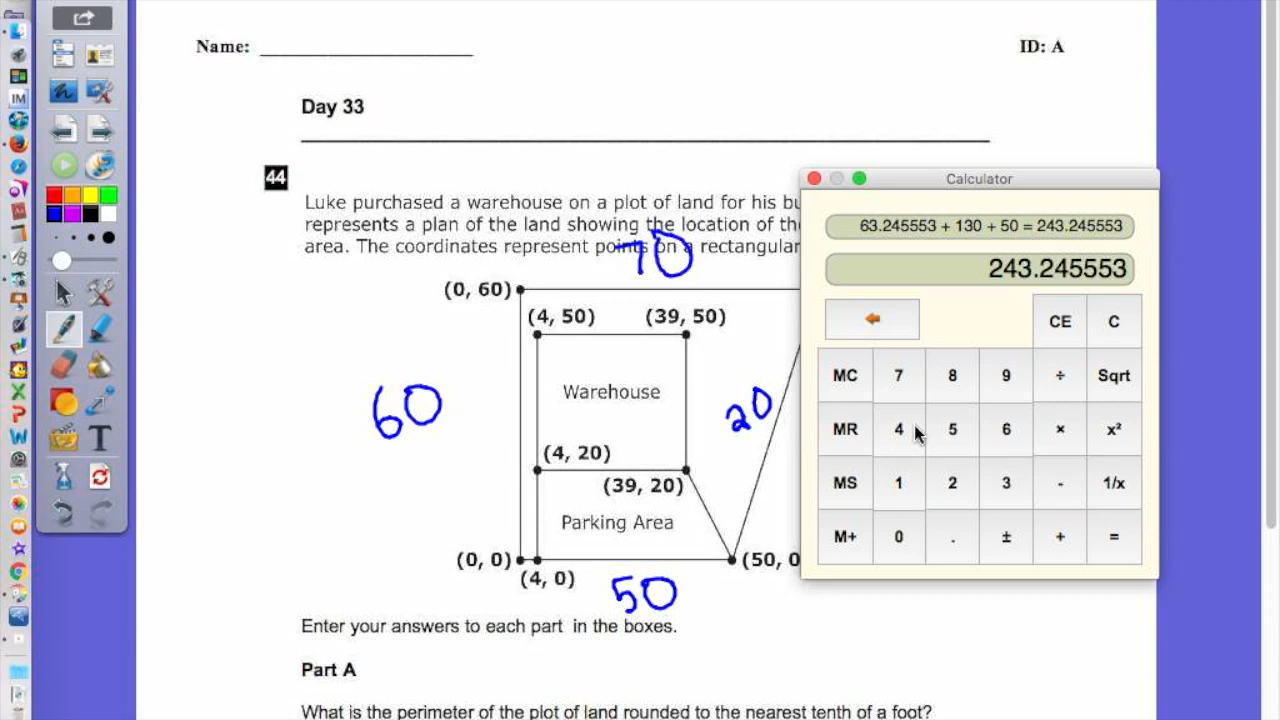 Name: ____________________
ID: A
Day 33
44
Luke purchased a warehouse on a plot of land for his bu
represents a plan of the land showing the location of th
area. The coordinates represent points on a rectangular
70
(0, 60)
(4, 50) (39, 50)
Warehouse
60
20
(4, 20)
(39, 20)
Parking Area
(0, 0)
(50, 0
(4, 0)
50
Enter your answers to each part in the boxes.
Part A
What is the perimeter of the plot of land rounded to the nearest tenth of a foot?
Calculator
63.245553 + 130 + 50 = 243.245553
243.245553
CE C
MC 7 8 9 ÷ Sqrt
MR 4 5 6 × x²
MS 1 2 3 - 1/x
M+ 0 . ± + =
IM
T